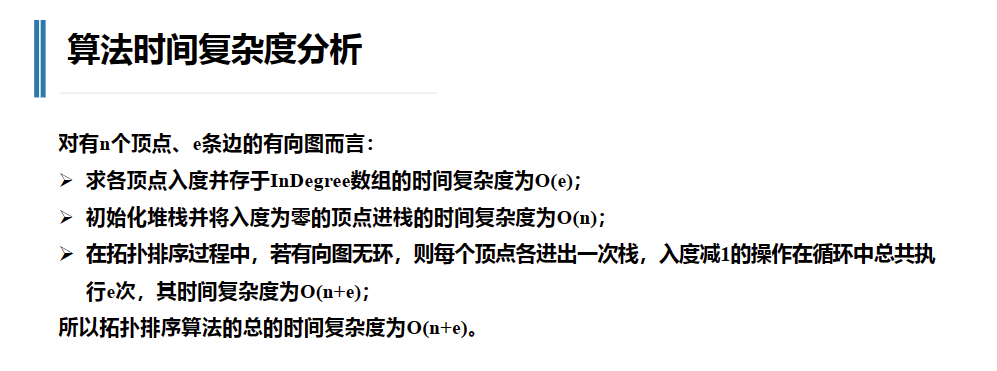 算法时间复杂度分析
对有n个顶点、e条边的有向图而言：
➢ 求各顶点入度并存于InDegree数组的时间复杂度为O(e)；
➢ 初始化堆栈并将入度为零的顶点进栈的时间复杂度为O(n)；
➢ 在拓扑排序过程中，若有向图无环，则每个顶点各进出一次栈，入度减1的操作在循环中总共执
行e次，其时间复杂度为O(n+e)；
所以拓扑排序算法的总的时间复杂度为O(n+e)。